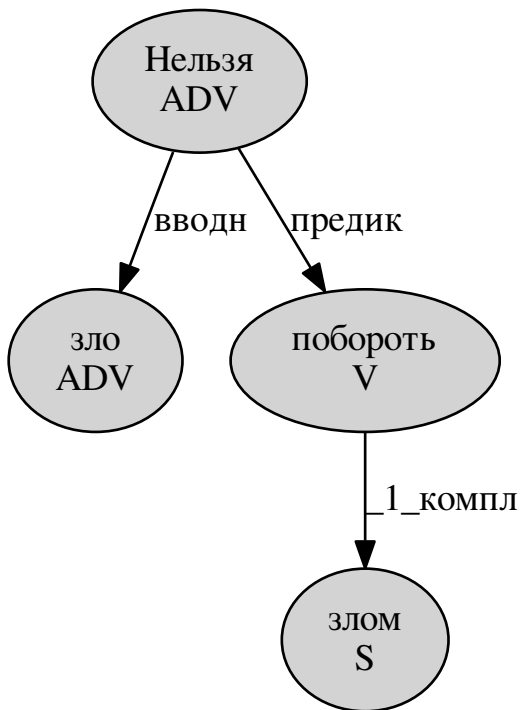 Нельзя
ADV
вводн
предик
зло
ADV
побороть
V
_1_компл
злом
S